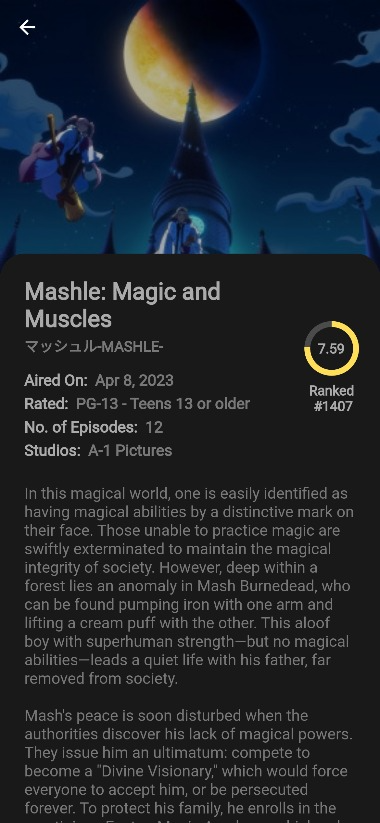 Mashle: Magic and
Muscles
マッシュル-MASHLE-
7.59
Ranked
#1407
Aired On: Apr 8, 2023
Rated: PG-13 - Teens 13 or older
No. of Episodes: 12
Studios: A-1 Pictures
In this magical world, one is easily identified as
having magical abilities by a distinctive mark on
their face. Those unable to practice magic are
swiftly exterminated to maintain the magical
integrity of society. However, deep within a
forest lies an anomaly in Mash Burnedead, who
can be found pumping iron with one arm and
lifting a cream puff with the other. This aloof
boy with superhuman strength—but no magical
abilities—leads a quiet life with his father, far
removed from society.
Mash's peace is soon disturbed when the
authorities discover his lack of magical powers.
They issue him an ultimatum: compete to
become a "Divine Visionary," which would force
everyone to accept him, or be persecuted
forever. To protect his family, he enrolls in the